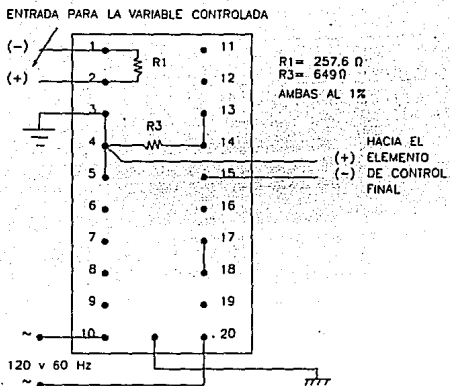 ENTRADA PARA LA VARIABLE CONTROLADA
(-) 1 11
R1
(+) 2 12
R1= 257.6 Ω
R3= 649Ω
AMBAS AL 1%
3 13
R3
4 14
HACIA EL
(+) ELEMENTO
5 15 (-) DE CONTROL
FINAL
6 16
7 17
8 18
9 19
~ 10 20
120 v 60 Hz
~